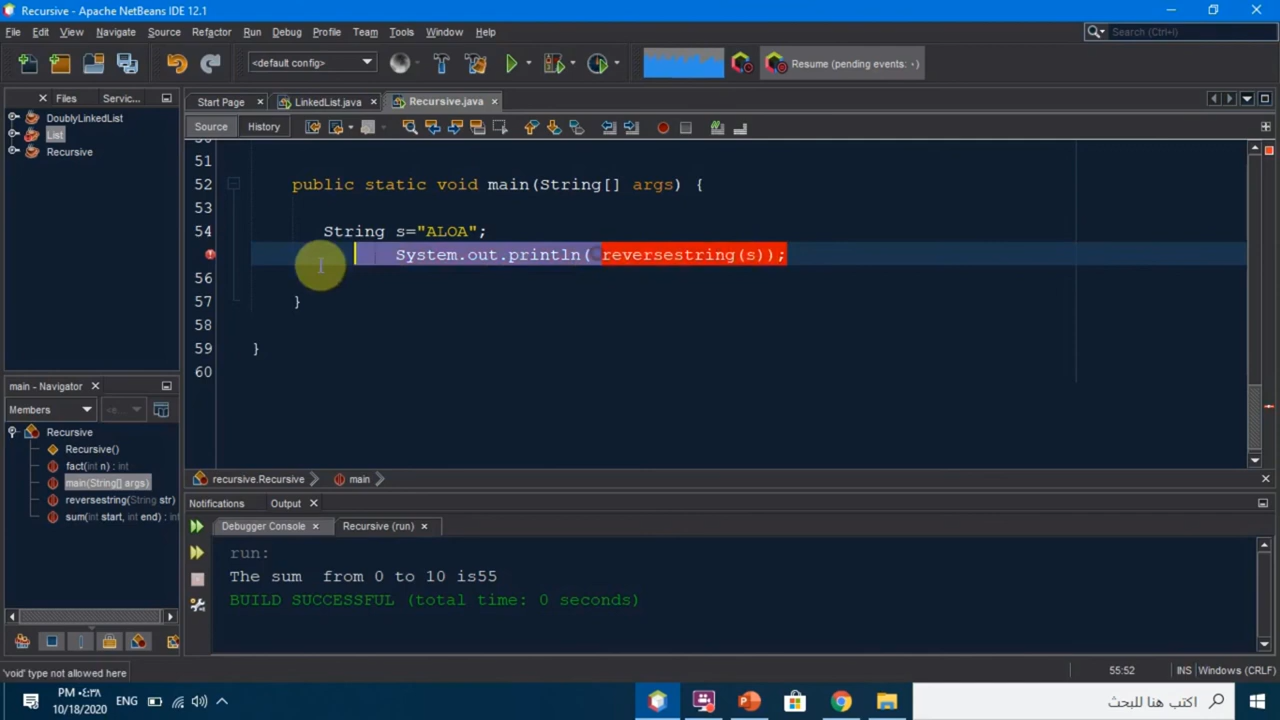 Recursive - Apache NetBeans IDE 12.1
File Edit View Navigate Source Refactor Run Debug Profile Team Tools Window Help
Search (Ctrl+I)
<default config>
Resume (pending events: ٠)
Files Servic...
Start Page LinkedList.java Recursive.java
DoublyLinkedList
List
Recursive
Source History
51
52 public static void main(String[] args) {
53
54 String s="ALOA";
System.out.println( reversestring(s));
56
57 }
58
59 }
60
main - Navigator
Members
Recursive
Recursive()
fact(int n) : int
main(String[] args)
reversestring(String str)
sum(int start, int end) : int
recursive.Recursive main
Notifications Output
Debugger Console Recursive (run)
run:
The sum from 0 to 10 is55
BUILD SUCCESSFUL (total time: 0 seconds)
'void' type not allowed here
55:52 INS Windows (CRLF)
PM ٠٤:٣٨
10/18/2020
ENG
اكتب هنا للبحث